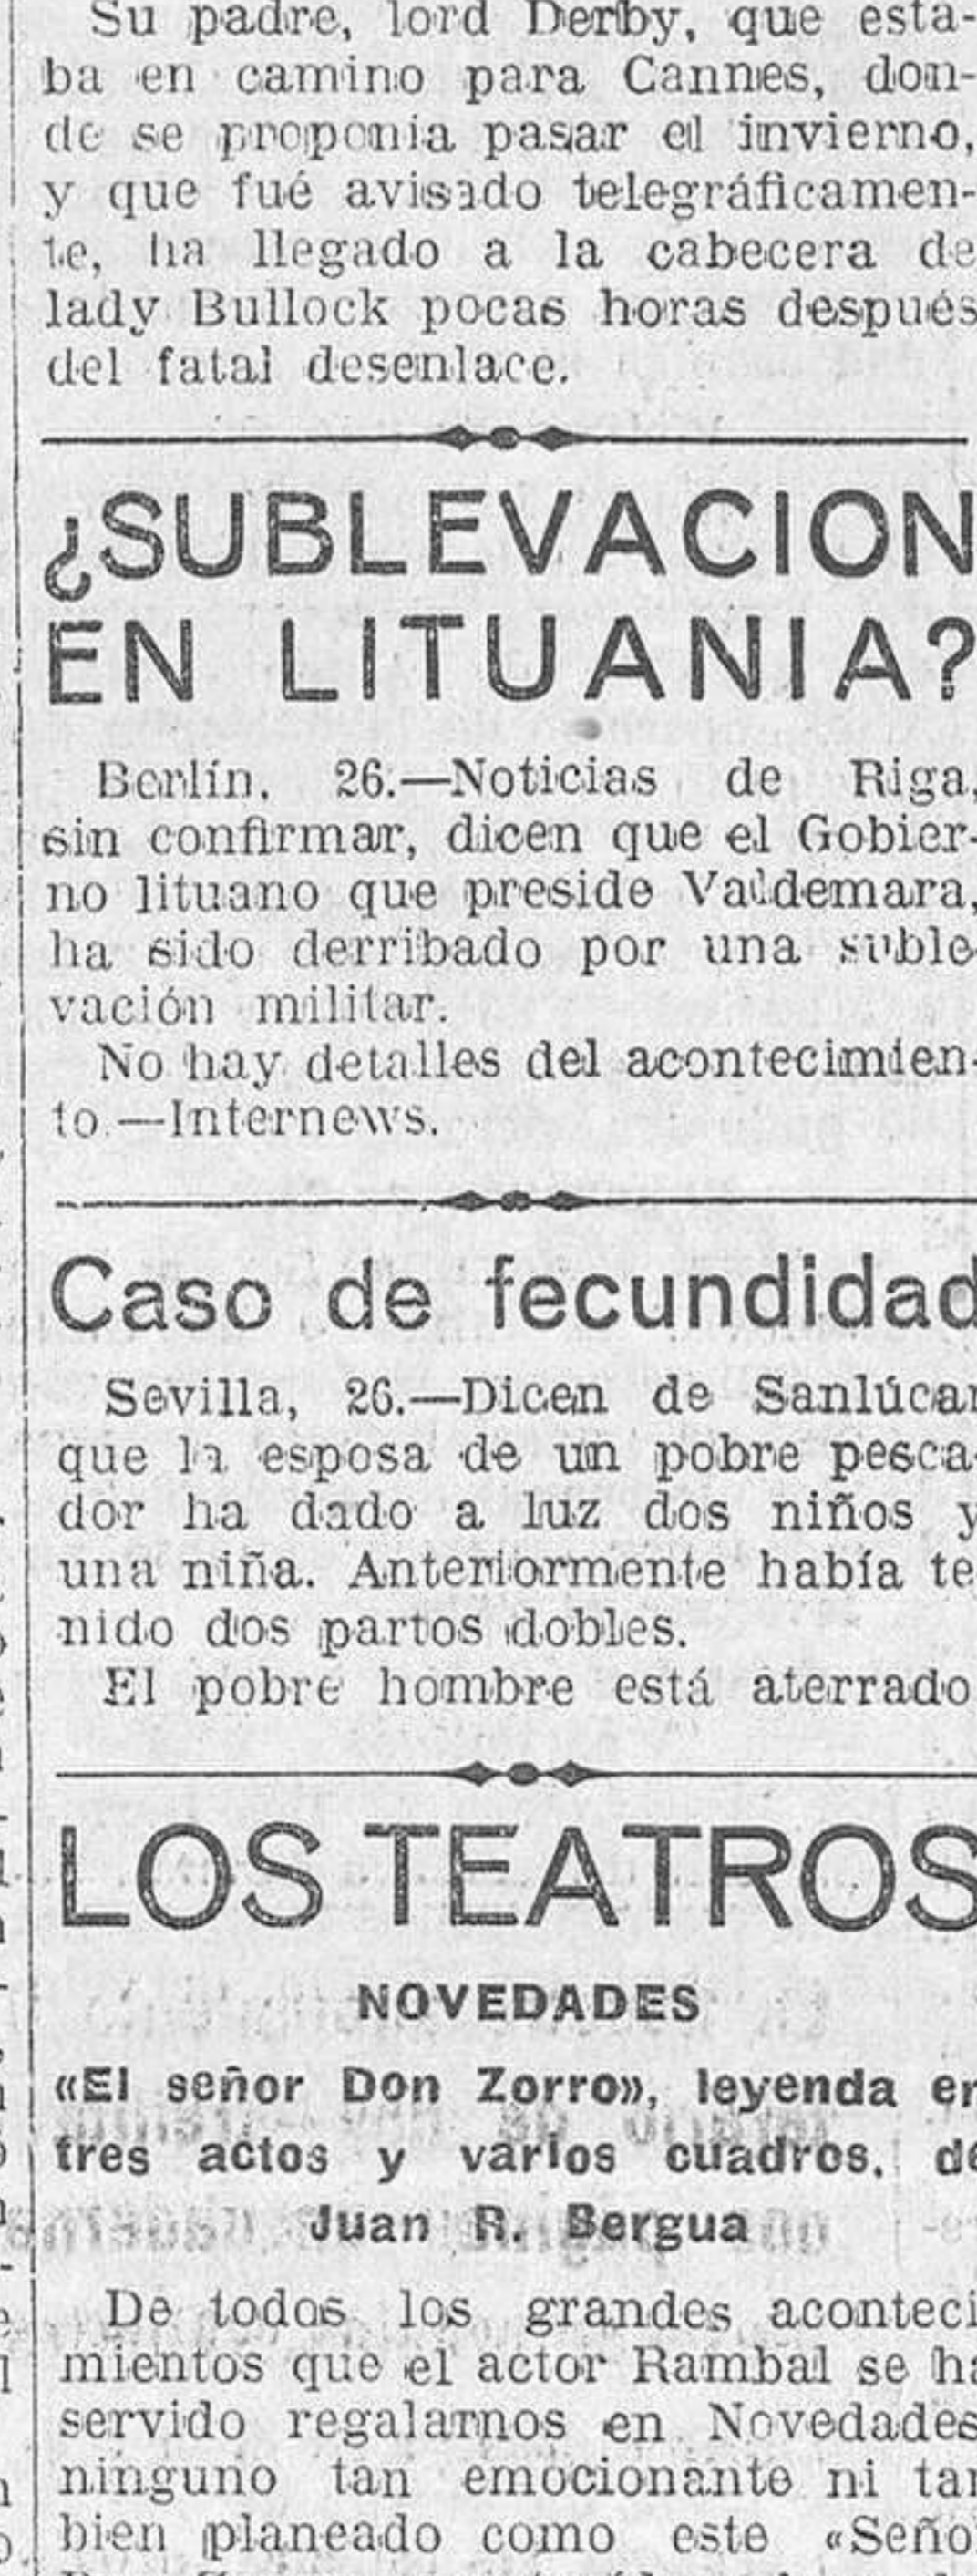 Su padre, lord Derby, que esta-
ba en camino para Cannes, don-
de se proponia pasar el invierno,
y que fué avisado telegráficamen-
te, ha llegado a la cabecera de
lady Bullock pocas horas después
del fatal desenlace.
¿SUBLEVACION
EN LITUANIA?
Berlín, 26.—Noticias de Riga,
sin confirmar, dicen que el Gobier-
no lituano que preside Valdemara,
ha sido derribado por una suble-
vación militar.
No hay detalles del acontecimien-
to.—Internews.
Caso de fecundidad
Sevilla, 26.—Dicen de Sanlúcar
que la esposa de un pobre pesca-
dor ha dado a luz dos niños y
una niña. Anteriormente había te-
nido dos partos dobles.
El pobre hombre está aterrado
LOS TEATROS
NOVEDADES
«El señor Don Zorro», leyenda en
tres actos y varios cuadros, de
Juan R. Bergua
De todos los grandes aconteci-
mientos que el actor Rambal se ha
servido regalarnos en Novedades
ninguno tan emocionante ni tan
bien planeado como este «Señor